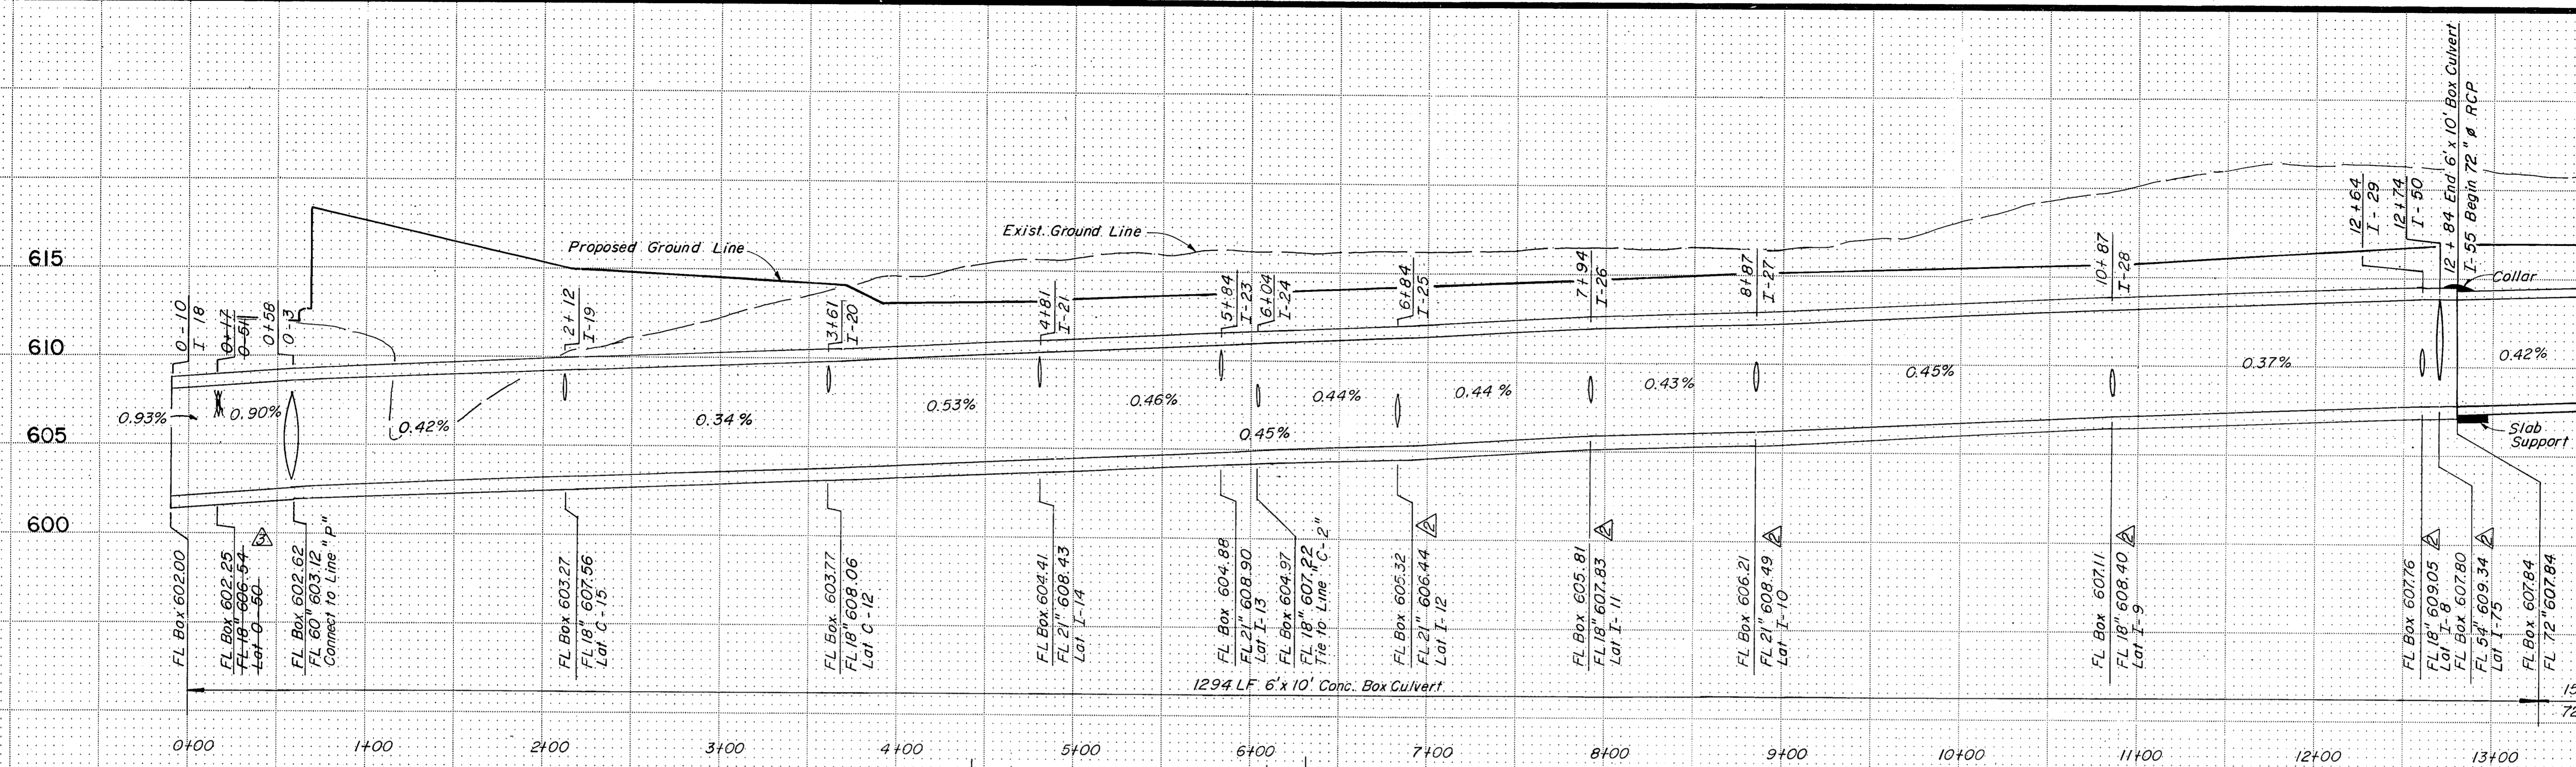 615
610
605
600
Proposed Ground Line
Exist. Ground Line
0-10
I 18
0+17
0-51
0+58
0-3
2+12
I-19
3+61
I-20
4+81
I-21
5+84
I-23
6+04
I-24
6+84
I-25
7+94
I-26
8+87
I-27
10+87
I-28
12+64
I-29
12+74
I-50
12+84 End 6'x10' Box Culvert
I-55 Begin 72" ø RCP
Collar
Slab
Support
0.93%
0.90%
0.42%
0.34%
0.53%
0.46%
0.45%
0.44%
0.44%
0.43%
0.45%
0.37%
0.42%
FL Box 602.00
FL Box 602.25
FL 18" 606.54
Lat O 50
3
FL Box 602.62
FL 60" 603.12
Connect to Line "P"
FL Box 603.27
FL 18" 607.56
Lat C-15
FL Box 603.77
FL 18" 608.06
Lat C-12
FL Box 604.41
FL 21" 608.43
Lat I-14
FL Box 604.88
FL 21" 608.90
Lat I-13
FL Box 604.97
FL 18" 607.22
Tie to Line "C-2"
FL Box 605.32
FL 21" 606.44
Lat I-12
2
FL Box 605.81
FL 18" 607.83
Lat I-11
2
FL Box 606.21
FL 21" 608.49
Lat I-10
2
FL Box 607.11
FL 18" 608.40
Lat I-9
2
FL Box 607.76
FL 18" 609.05
Lat I-8
2
FL Box 607.80
FL 54" 609.34
Lat I-75
2
FL Box 607.84
FL 72" 607.84
1294 LF 6'x10' Conc. Box Culvert
15
72
0+00
1+00
2+00
3+00
4+00
5+00
6+00
7+00
8+00
9+00
10+00
11+00
12+00
13+00